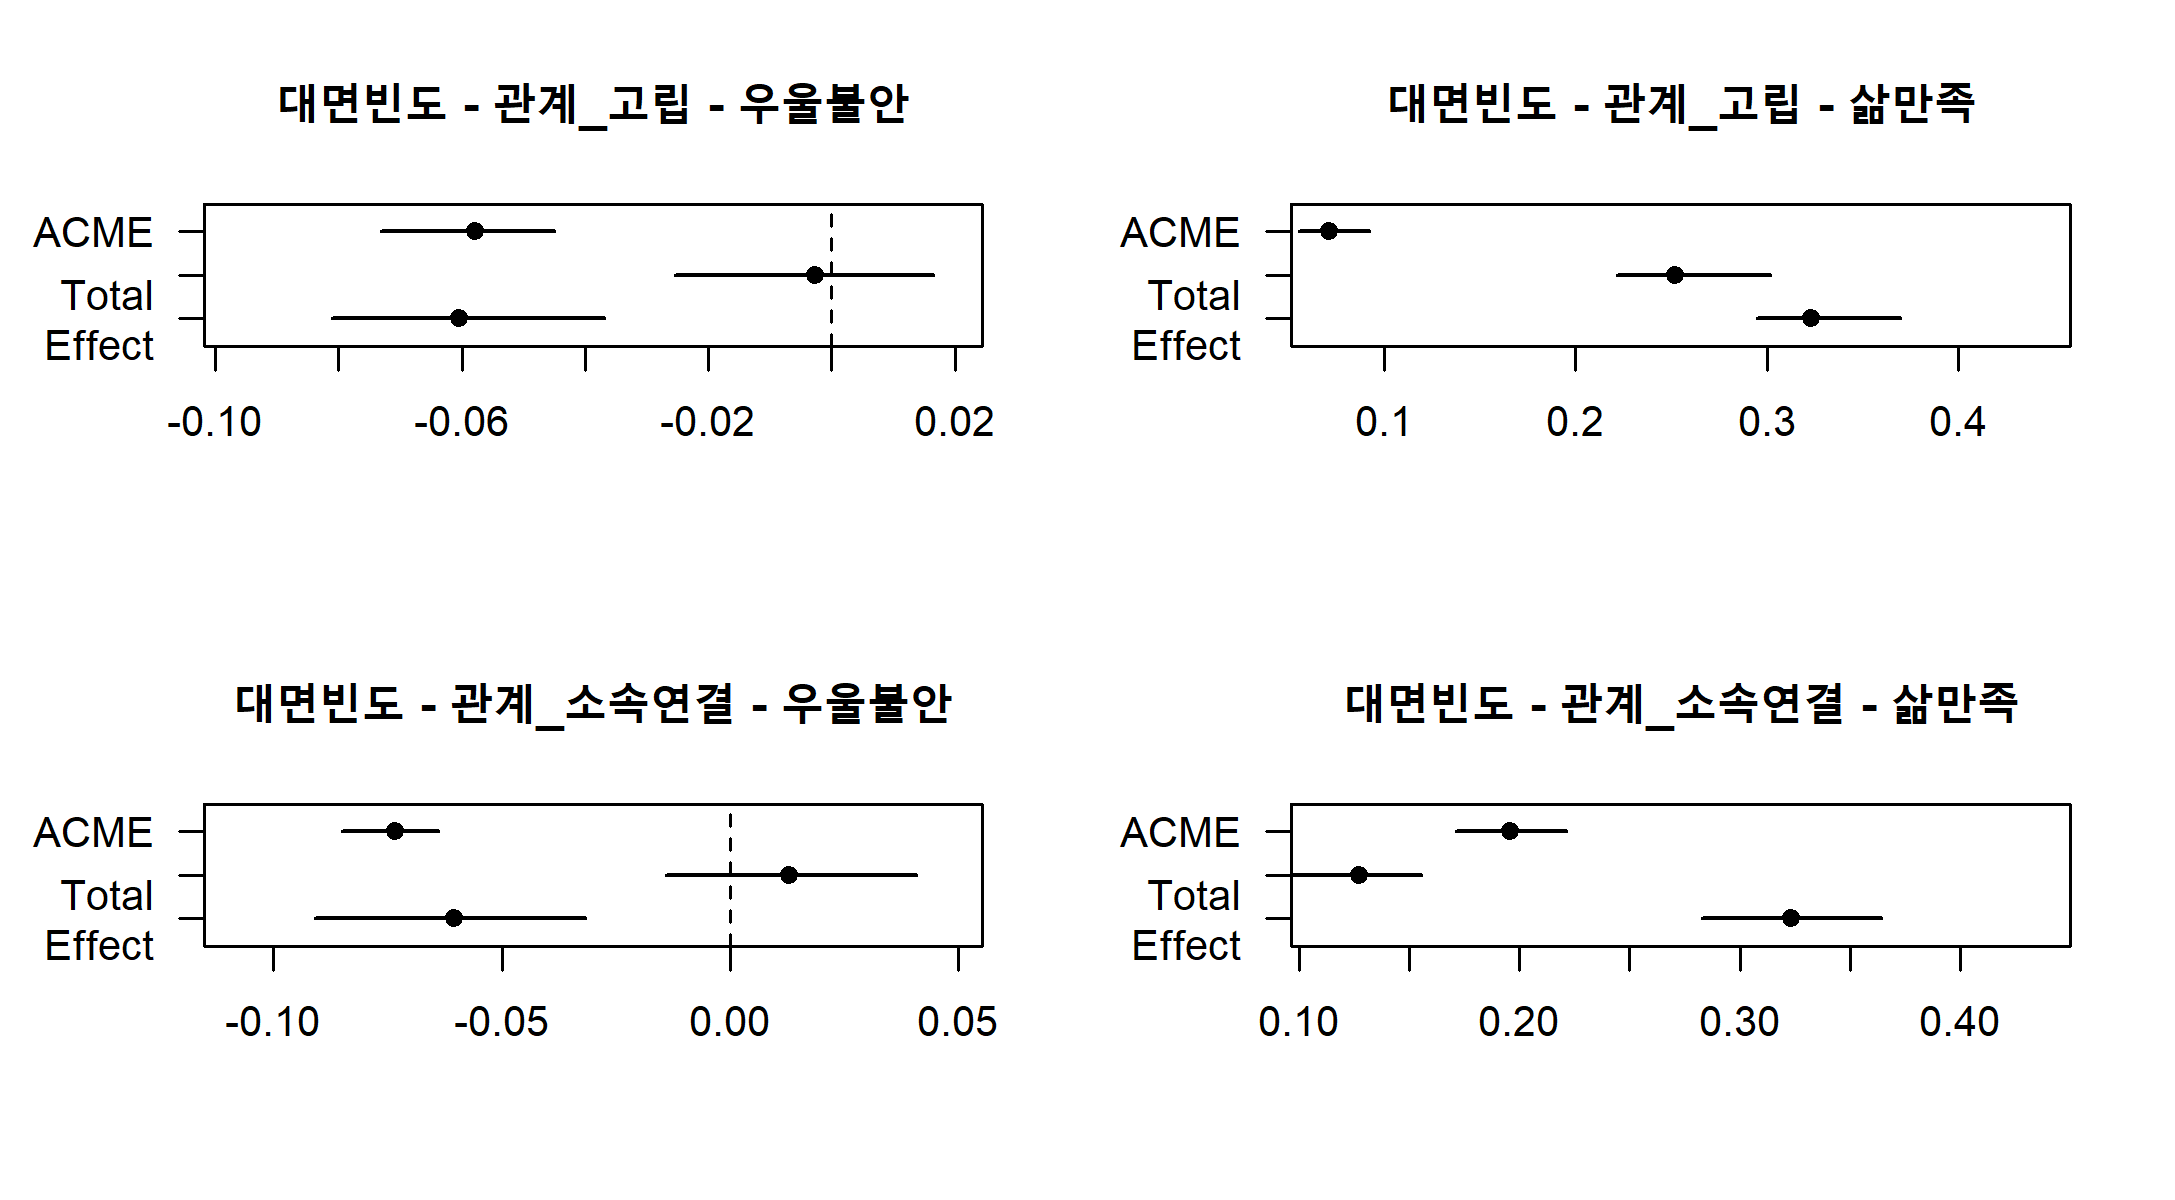 대면빈도 - 관계_고립 - 우울불안
ACME
Total
Effect
-0.10 -0.06 -0.02 0.02
대면빈도 - 관계_고립 - 삶만족
ACME
Total
Effect
0.1 0.2 0.3 0.4
대면빈도 - 관계_소속연결 - 우울불안
ACME
Total
Effect
-0.10 -0.05 0.00 0.05
대면빈도 - 관계_소속연결 - 삶만족
ACME
Total
Effect
0.10 0.20 0.30 0.40